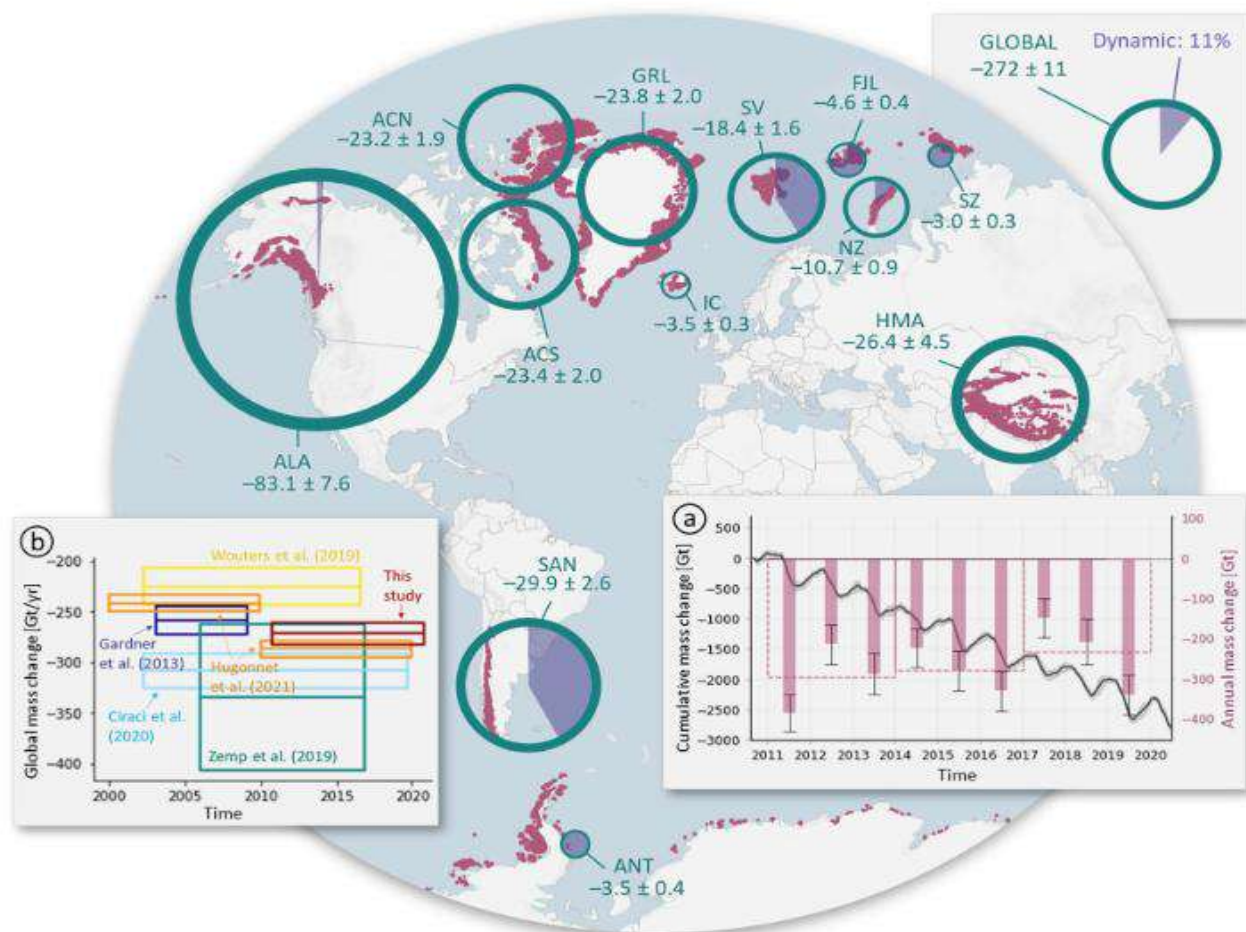 GLOBAL
−272 ± 11
Dynamic: 11%
GRL
−23.8 ± 2.0
FJL
−4.6 ± 0.4
SV
−18.4 ± 1.6
ACN
−23.2 ± 1.9
SZ
−3.0 ± 0.3
NZ
−10.7 ± 0.9
IC
−3.5 ± 0.3
HMA
−26.4 ± 4.5
ACS
−23.4 ± 2.0
ALA
−83.1 ± 7.6
SAN
−29.9 ± 2.6
ANT
−3.5 ± 0.4
b
Global mass change [Gt/yr]
−200
−250
−300
−350
−400
Wouters et al. (2019)
This
study
Gardner
et al. (2013)
Hugonnet
et al. (2021)
Ciraci et al.
(2020)
Zemp et al. (2019)
2000 2005 2010 2015 2020
Time
a
Cumulative mass change [Gt]
500
0
−500
−1000
−1500
−2000
−2500
−3000
100
0
−100
−200
−300
−400
Annual mass change [Gt]
2011 2012 2013 2014 2015 2016 2017 2018 2019 2020
Time